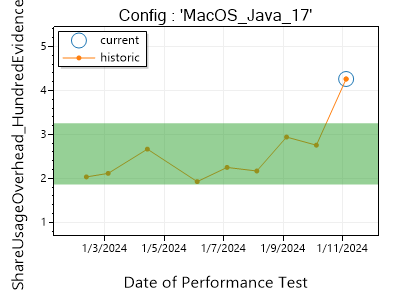 Config : 'MacOS_Java_17'
ShareUsageOverhead_HundredEvidence
current
historic
5
4
3
2
1
1/3/2024 1/5/2024 1/7/2024 1/9/2024 1/11/2024
Date of Performance Test